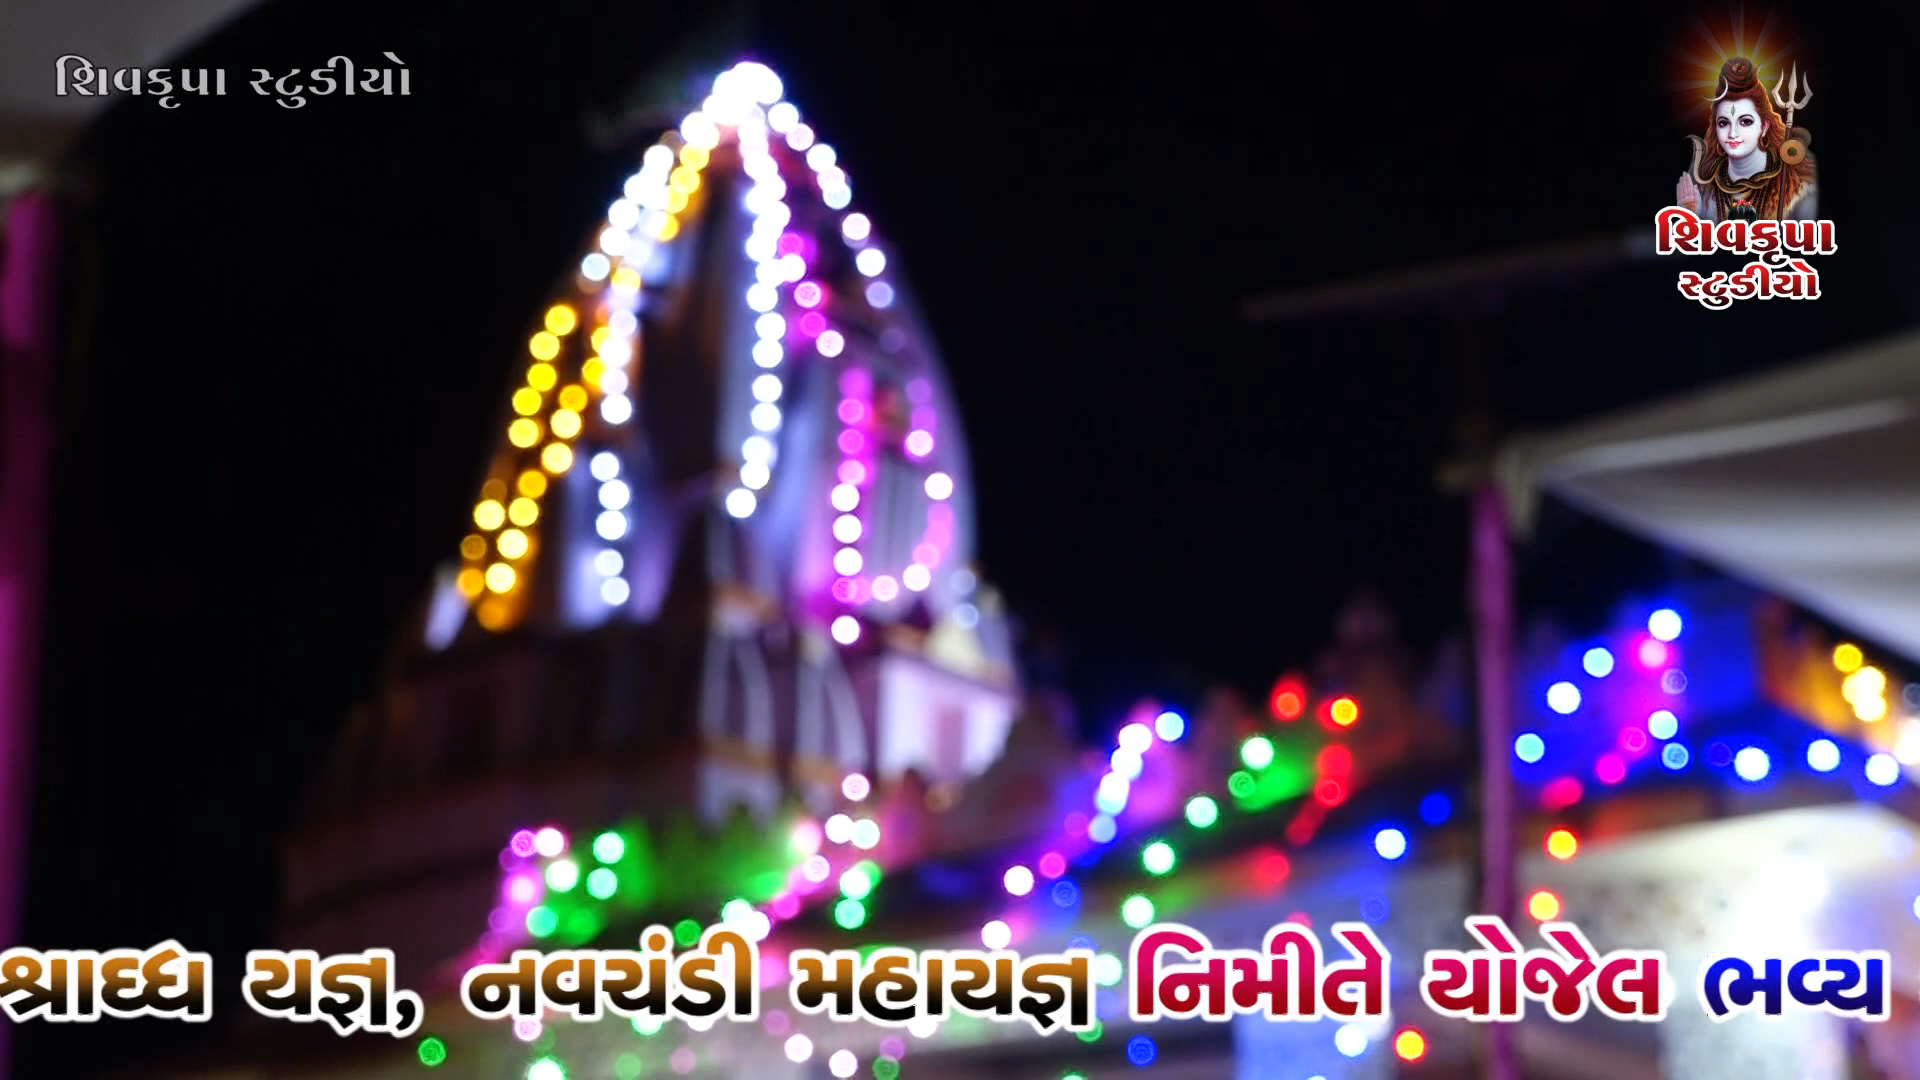 શિવકૃપા સ્ટુડીયો
શિવકૃપા
સ્ટુડીયો
શ્રાધ્ધ યજ્ઞ, નવચંડી મહાયજ્ઞ નિમીતે યોજેલ ભવ્ય